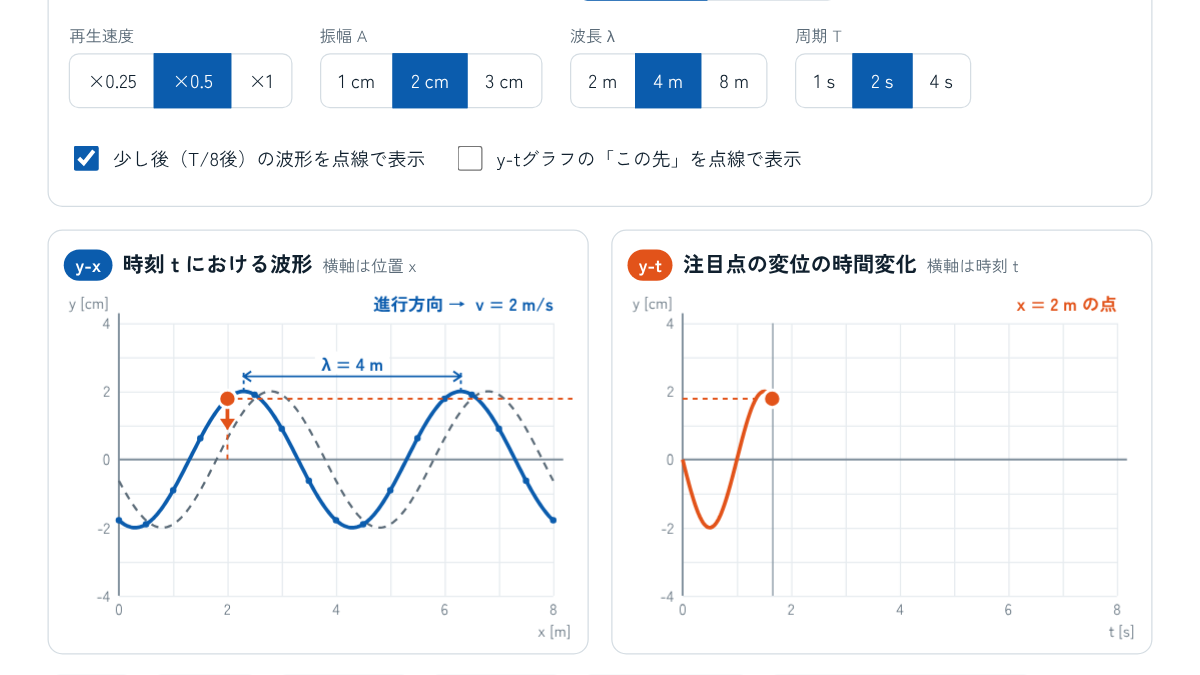 再生速度
×0.25 ×0.5 ×1
振幅 A
1 cm 2 cm 3 cm
波長 λ
2 m 4 m 8 m
周期 T
1 s 2 s 4 s
少し後（T/8後）の波形を点線で表示
y-tグラフの「この先」を点線で表示
y-x 時刻 t における波形 横軸は位置 x
y [cm]
進行方向 → v = 2 m/s
λ = 4 m
4
2
0
-2
-4
0 2 4 6 8
x [m]
y-t 注目点の変位の時間変化 横軸は時刻 t
y [cm]
x = 2 m の点
4
2
0
-2
-4
0 2 4 6 8
t [s]